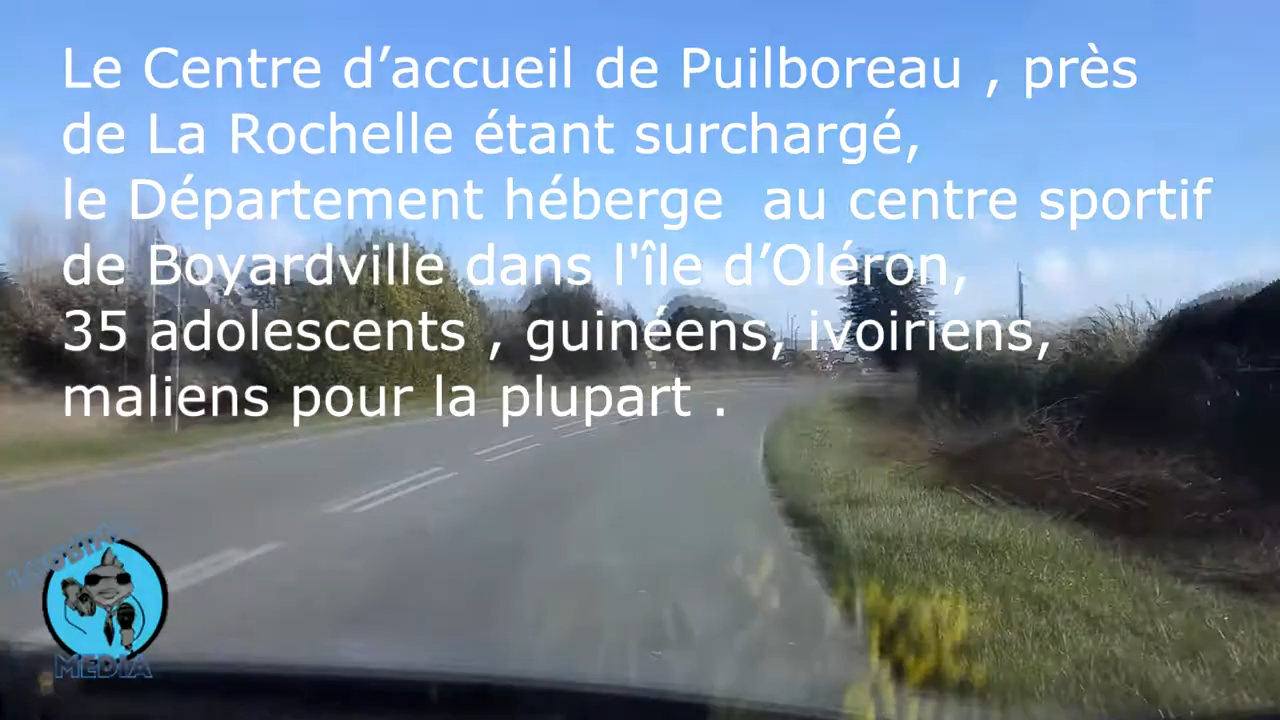 Le Centre d’accueil de Puilboreau , près
de La Rochelle étant surchargé,
le Département héberge  au centre sportif
de Boyardville dans l'île d’Oléron,
35 adolescents , guinéens, ivoiriens,
maliens pour la plupart .
MEDIA